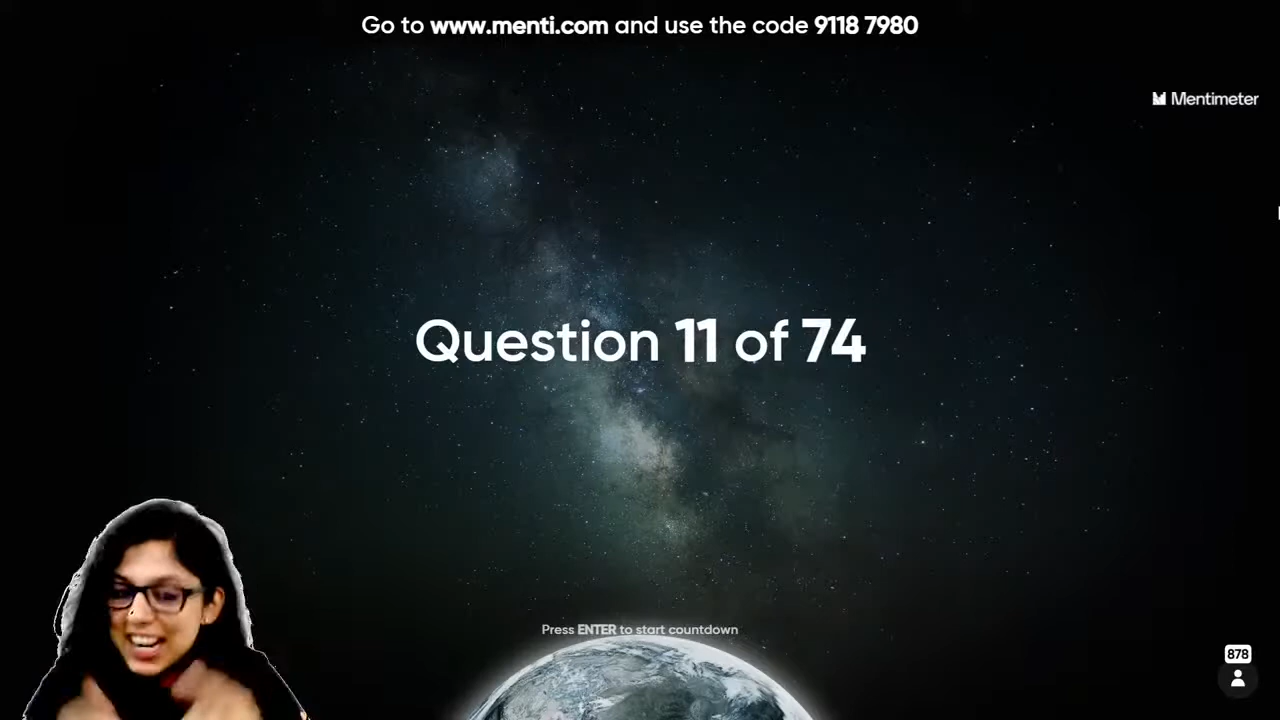 Go to www.menti.com and use the code 9118 7980
Mentimeter
Question 11 of 74
Press ENTER to start countdown
878